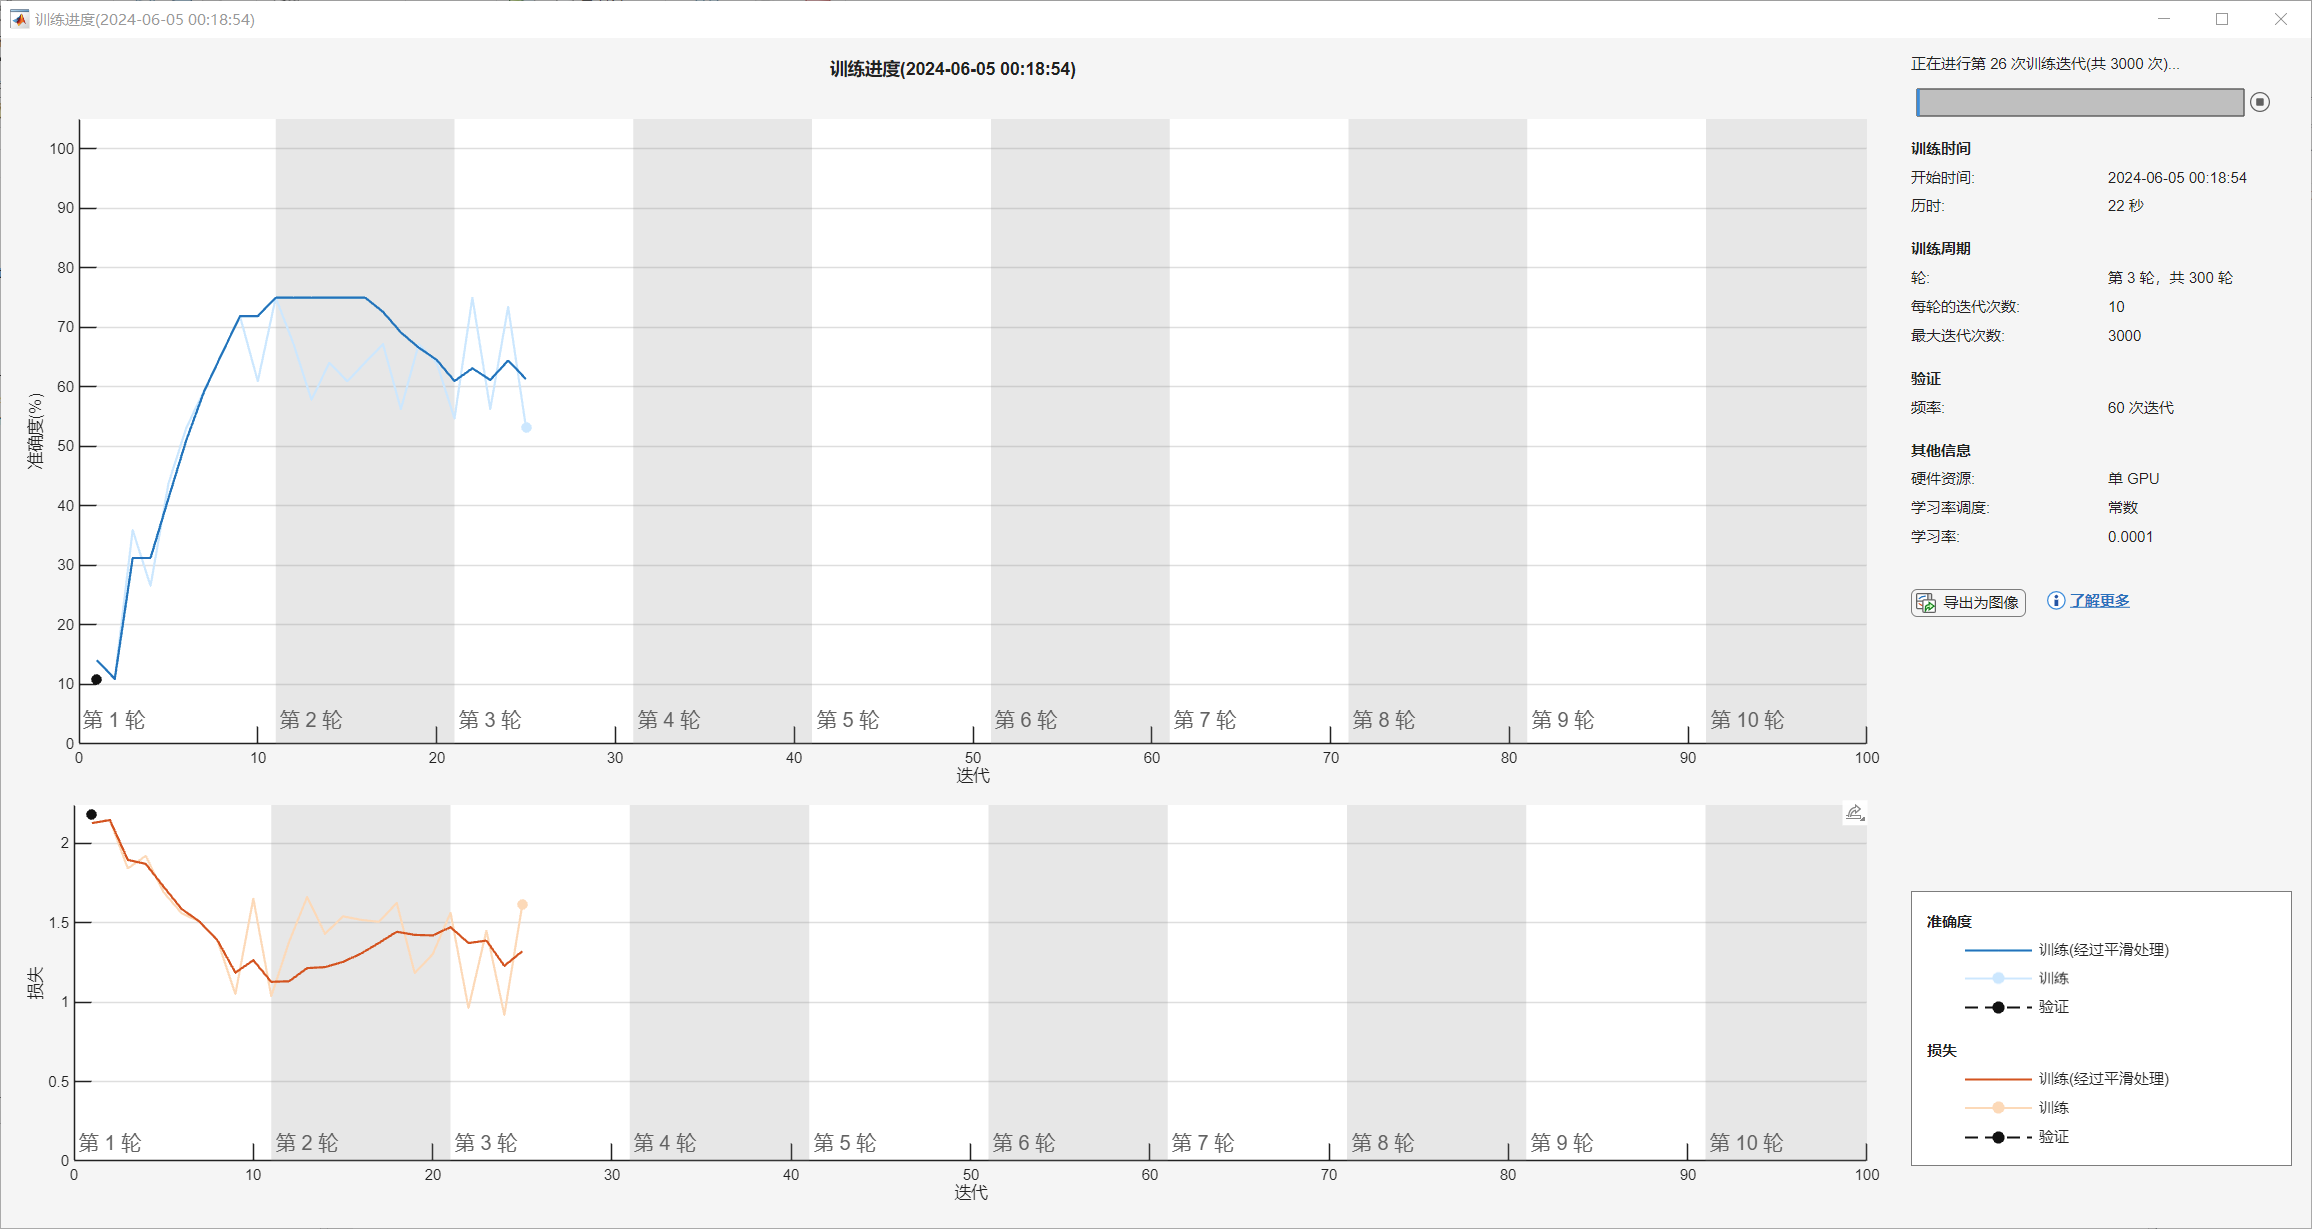 训练进度(2024-06-05 00:18:54)
训练进度(2024-06-05 00:18:54)
准确度(%)
100
90
80
70
60
50
40
30
20
10
0
第 1 轮 第 2 轮 第 3 轮 第 4 轮 第 5 轮 第 6 轮 第 7 轮 第 8 轮 第 9 轮 第 10 轮
0 10 20 30 40 50 60 70 80 90 100
迭代
损失
2
1.5
1
0.5
0
第 1 轮 第 2 轮 第 3 轮 第 4 轮 第 5 轮 第 6 轮 第 7 轮 第 8 轮 第 9 轮 第 10 轮
0 10 20 30 40 50 60 70 80 90 100
迭代
正在进行第 26 次训练迭代(共 3000 次)...
训练时间
开始时间: 2024-06-05 00:18:54
历时: 22 秒
训练周期
轮: 第 3 轮，共 300 轮
每轮的迭代次数: 10
最大迭代次数: 3000
验证
频率: 60 次迭代
其他信息
硬件资源: 单 GPU
学习率调度: 常数
学习率: 0.0001
导出为图像 了解更多
准确度
训练(经过平滑处理)
训练
验证
损失
训练(经过平滑处理)
训练
验证